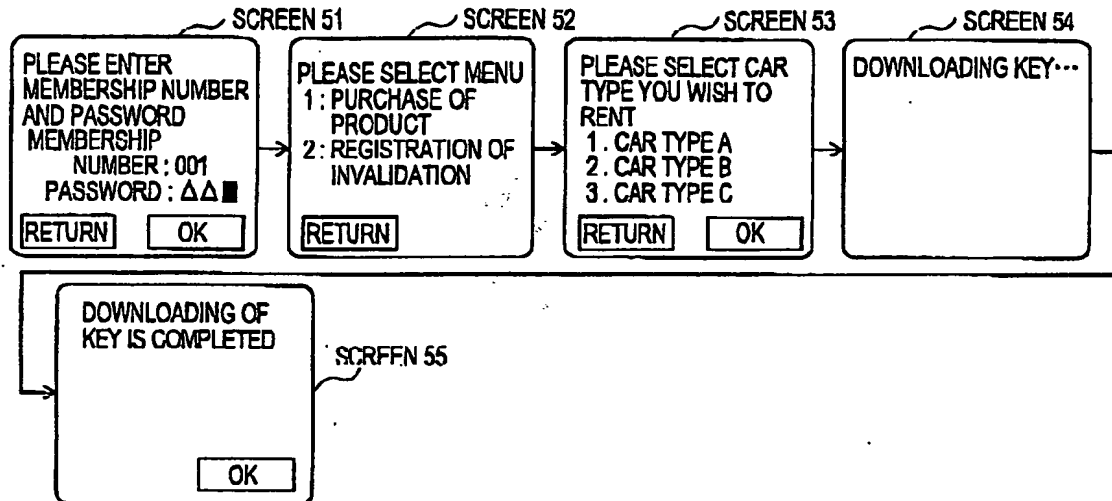 SCREEN 51
PLEASE ENTER
MEMBERSHIP NUMBER
AND PASSWORD
MEMBERSHIP
NUMBER : 001
PASSWORD : ΔΔ■
RETURN
OK
SCREEN 52
PLEASE SELECT MENU
1 : PURCHASE OF
PRODUCT
2 : REGISTRATION OF
INVALIDATION
RETURN
SCREEN 53
PLEASE SELECT CAR
TYPE YOU WISH TO
RENT
1. CAR TYPE A
2. CAR TYPE B
3. CAR TYPE C
RETURN
OK
SCREEN 54
DOWNLOADING KEY···
DOWNLOADING OF
KEY IS COMPLETED
OK
SCREEN 55